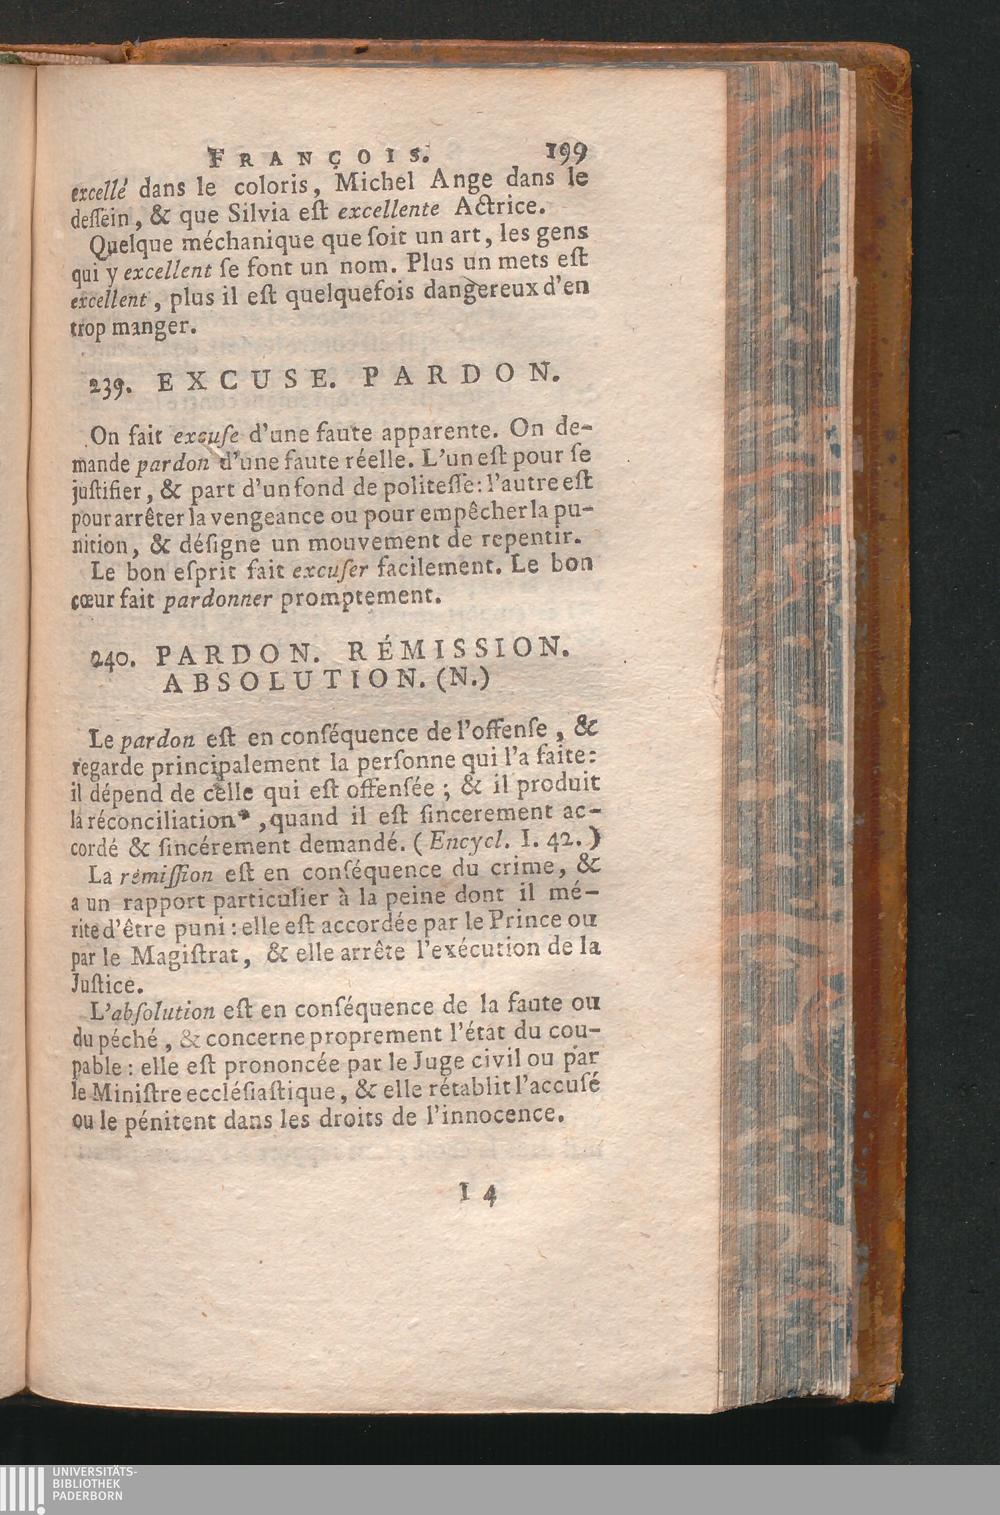 FRANÇOIS. 199
excellé dans le coloris, Michel Ange dans le
deſſein, & que Silvia eſt excellente Actrice.
Quelque méchanique que ſoit un art, les gens
qui y excellent ſe font un nom. Plus un mets eſt
excellent, plus il eſt quelquefois dangereux d'en
trop manger.
239. EXCUSE. PARDON.
On fait excuſe d'une faute apparente. On de-
mande pardon d'une faute réelle. L'un eſt pour ſe
juſtifier, & part d'un fond de politeſſe: l'autre eſt
pour arrêter la vengeance ou pour empêcher la pu-
nition, & déſigne un mouvement de repentir.
Le bon eſprit fait excuſer facilement. Le bon
cœur fait pardonner promptement.
240. PARDON. RÉMISSION.
ABSOLUTION. (N.)
Le pardon eſt en conſéquence de l'offenſe, &
regarde principalement la perſonne qui l'a faite:
il dépend de celle qui eſt offenſée; & il produit
la réconciliation*, quand il eſt ſincerement ac-
cordé & ſincérement demandé. (Encycl. I. 42.)
La rémiſſion eſt en conſéquence du crime, &
a un rapport particulier à la peine dont il mé-
rite d'être puni: elle eſt accordée par le Prince ou
par le Magiſtrat, & elle arrête l'exécution de la
Juſtice.
L'abſolution eſt en conſéquence de la faute ou
du péché, & concerne proprement l'état du cou-
pable: elle eſt prononcée par le Juge civil ou par
le Miniſtre eccléſiaſtique, & elle rétablit l'accuſé
ou le pénitent dans les droits de l'innocence.
I 4
UNIVERSITÄTS-
BIBLIOTHEK
PADERBORN